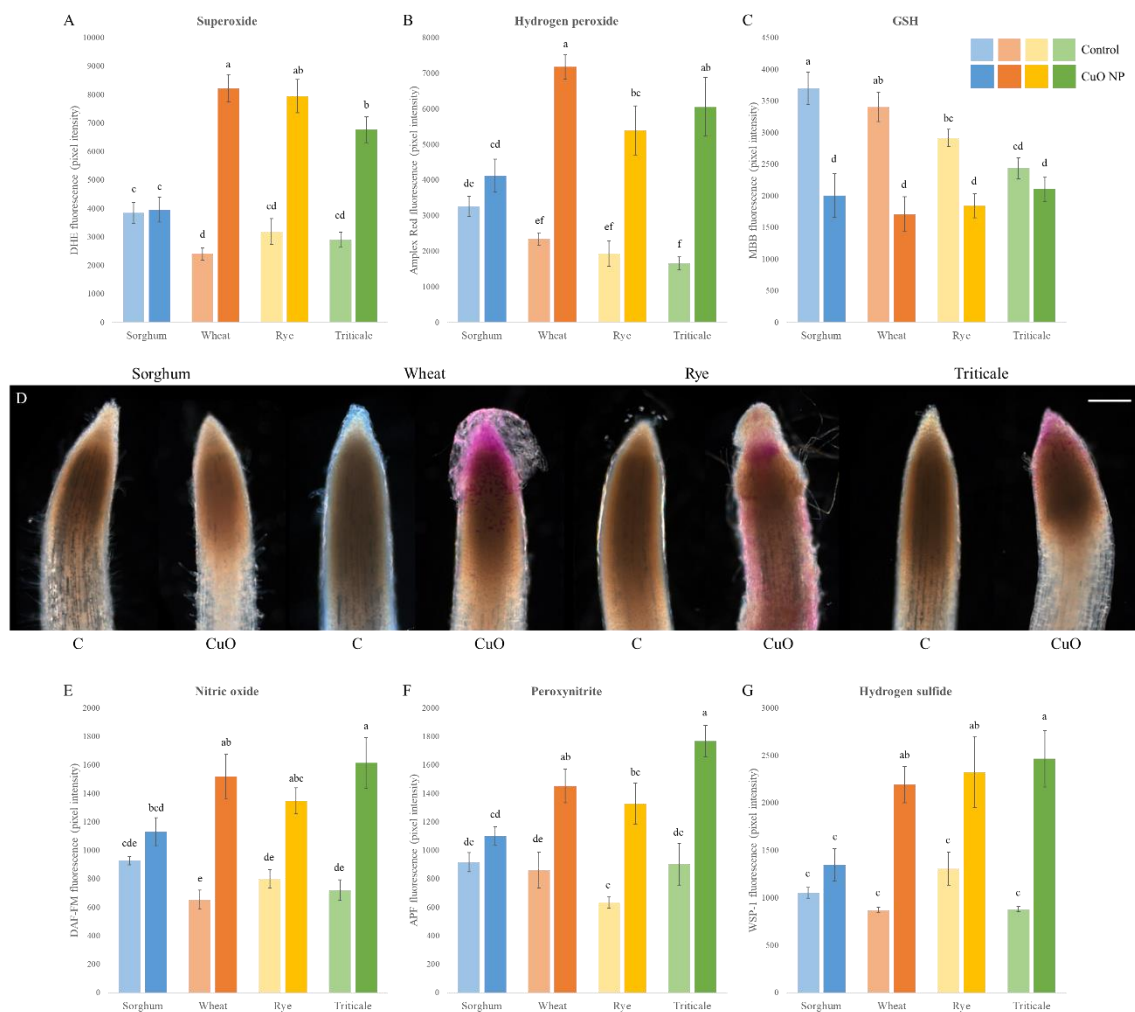 A
Superoxide
10000
9000
8000
7000
6000
5000
4000
3000
2000
1000
0
DHE fluorescence (pixel intensity)
c
c
d
a
cd
ab
cd
b
Sorghum
Wheat
Rye
Triticale
B
Hydrogen peroxide
8000
7000
6000
5000
4000
3000
2000
1000
0
Amplex Red fluorescence (pixel intensity)
de
cd
ef
a
ef
bc
f
ab
Sorghum
Wheat
Rye
Triticale
C
GSH
4500
4000
3500
3000
2500
2000
1500
1000
500
0
MBB fluorescence (pixel intensity)
a
d
ab
d
bc
d
cd
d
Sorghum
Wheat
Rye
Triticale
Control
CuO NP
Sorghum
Wheat
Rye
Triticale
D
C
CuO
C
CuO
C
CuO
C
CuO
E
Nitric oxide
2000
1800
1600
1400
1200
1000
800
600
400
200
0
DAF-FM fluorescence (pixel intensity)
cde
bcd
e
ab
de
abc
de
a
Sorghum
Wheat
Rye
Triticale
F
Peroxynitrite
2000
1800
1600
1400
1200
1000
800
600
400
200
0
APF fluorescence (pixel intensity)
dc
cd
de
ab
c
bc
dc
a
Sorghum
Wheat
Rye
Triticale
G
Hydrogen sulfide
3000
2500
2000
1500
1000
500
0
WSP-1 fluorescence (pixel intensity)
c
c
c
ab
c
ab
c
a
Sorghum
Wheat
Rye
Triticale